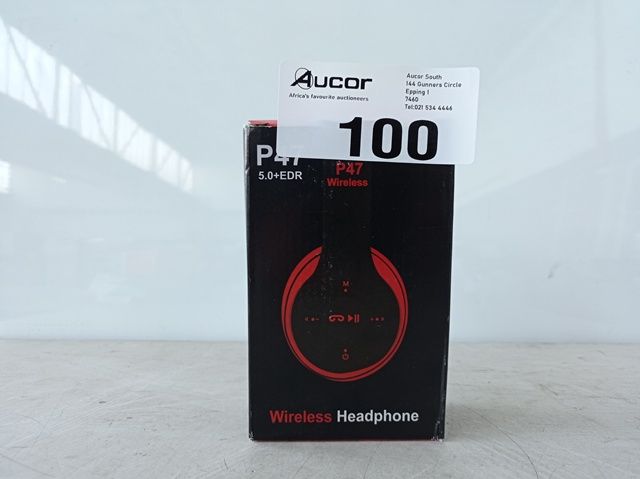 Aucor
Africa's favourite auctioneers
Aucor South
144 Gunners Circle
Epping 1
7460
Tel:021 534 4446
100
P47
5.0+EDR
P47
Wireless
M
Wireless Headphone